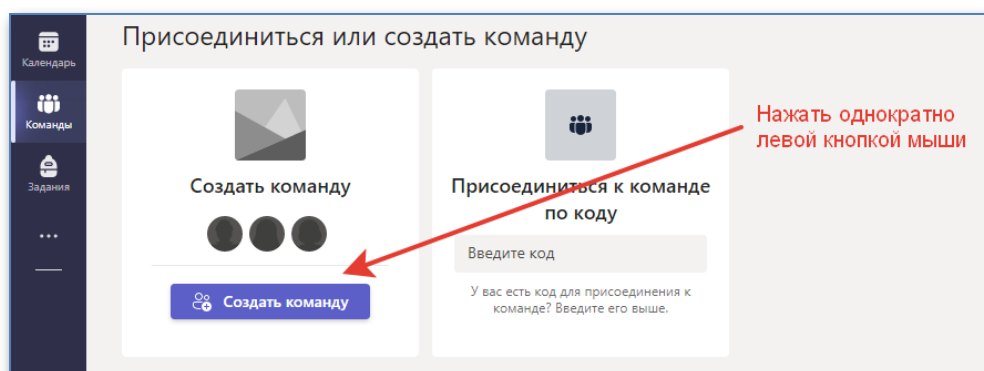 Календарь
Команды
Задания
Присоединиться или создать команду
Создать команду
Создать команду
Присоединиться к команде
по коду
Введите код
У вас есть код для присоединения к
команде? Введите его выше.
Нажать однократно
левой кнопкой мыши